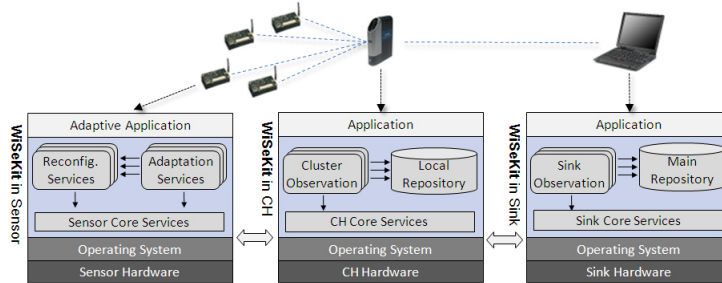 WiSeKit in Sensor
Adaptive Application
Reconfig.
Services
Adaptation
Services
Sensor Core Services
Operating System
Sensor Hardware
WiSeKit in CH
Application
Cluster
Observation
Local
Repository
CH Core Services
Operating System
CH Hardware
WiSeKit in Sink
Application
Sink
Observation
Main
Repository
Sink Core Services
Operating System
Sink Hardware